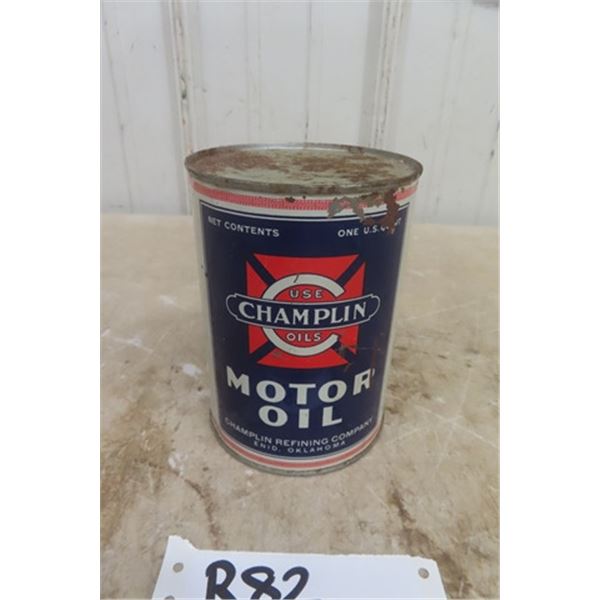 NET CONTENTS ONE U.S.
USE
CHAMPLIN
OILS
MOTOR
OIL
CHAMPLIN REFINING COMPANY
ENID, OKLAHOMA
R82